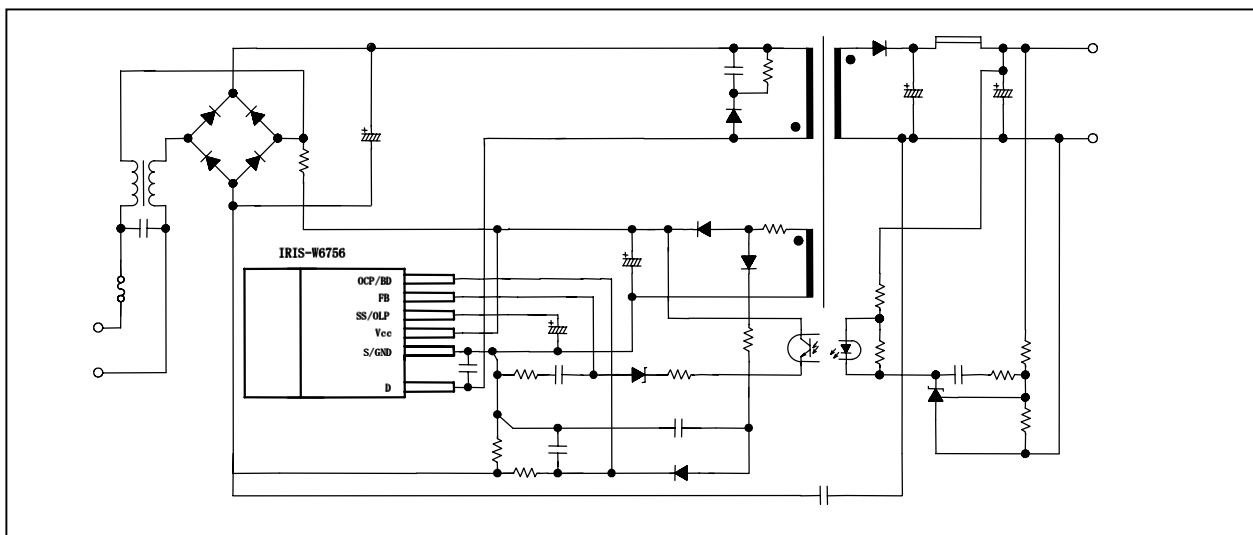 IRIS-W6756
OCP/BD
FB
SS/OLP
Vcc
S/GND
D
+
+
+
+
+